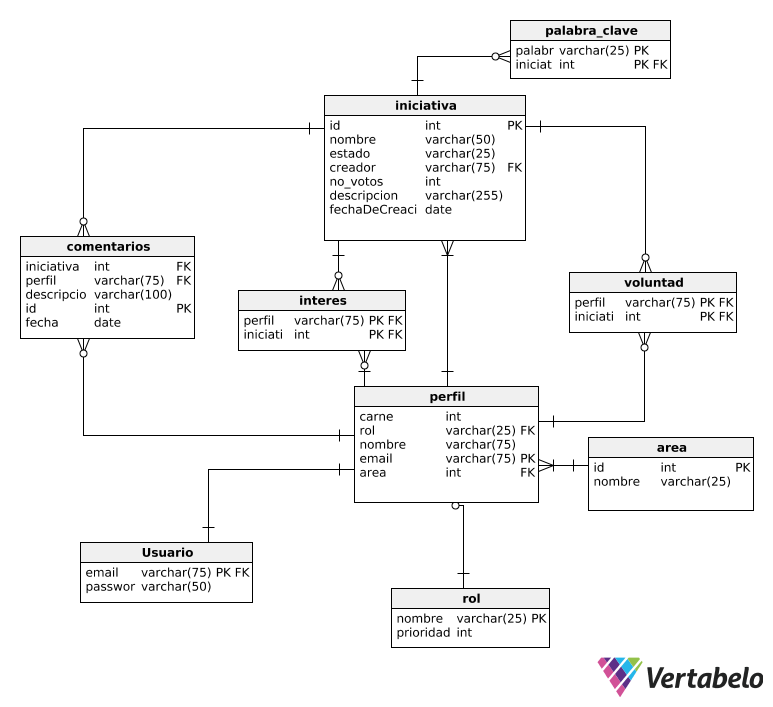 palabra_clave
palabr varchar(25) PK
iniciat int PK FK
iniciativa
id int PK
nombre varchar(50)
estado varchar(25)
creador varchar(75) FK
no_votos int
descripcion varchar(255)
fechaDeCreaci date
comentarios
iniciativa int FK
perfil varchar(75) FK
descripcio varchar(100)
id int PK
fecha date
interes
perfil varchar(75) PK FK
iniciati int PK FK
voluntad
perfil varchar(75) PK FK
iniciati int PK FK
perfil
carne int
rol varchar(25) FK
nombre varchar(75)
email varchar(75) PK
area int FK
area
id int PK
nombre varchar(25)
Usuario
email varchar(75) PK FK
passwor varchar(50)
rol
nombre varchar(25) PK
prioridad int
Vertabelo